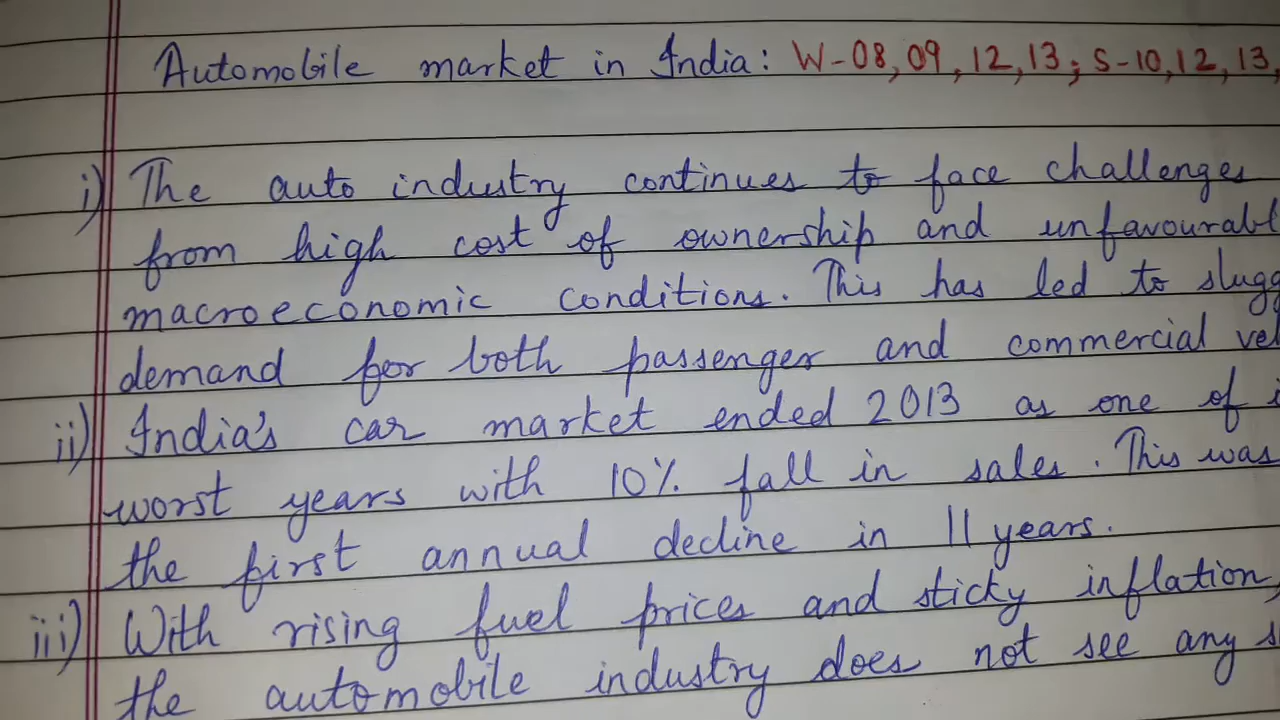 Automobile market in India: W-08, 09, 12, 13; S-10, 12, 13,
i) The auto industry continues to face challenges
from high cost of ownership and unfavourabl
macroeconomic conditions. This has led to slugg
demand for both passenger and commercial veh
ii) India's car market ended 2013 as one of i
worst years with 10% fall in sales. This was
the first annual decline in 11 years.
iii) With rising fuel prices and sticky inflation,
the automobile industry does not see any s